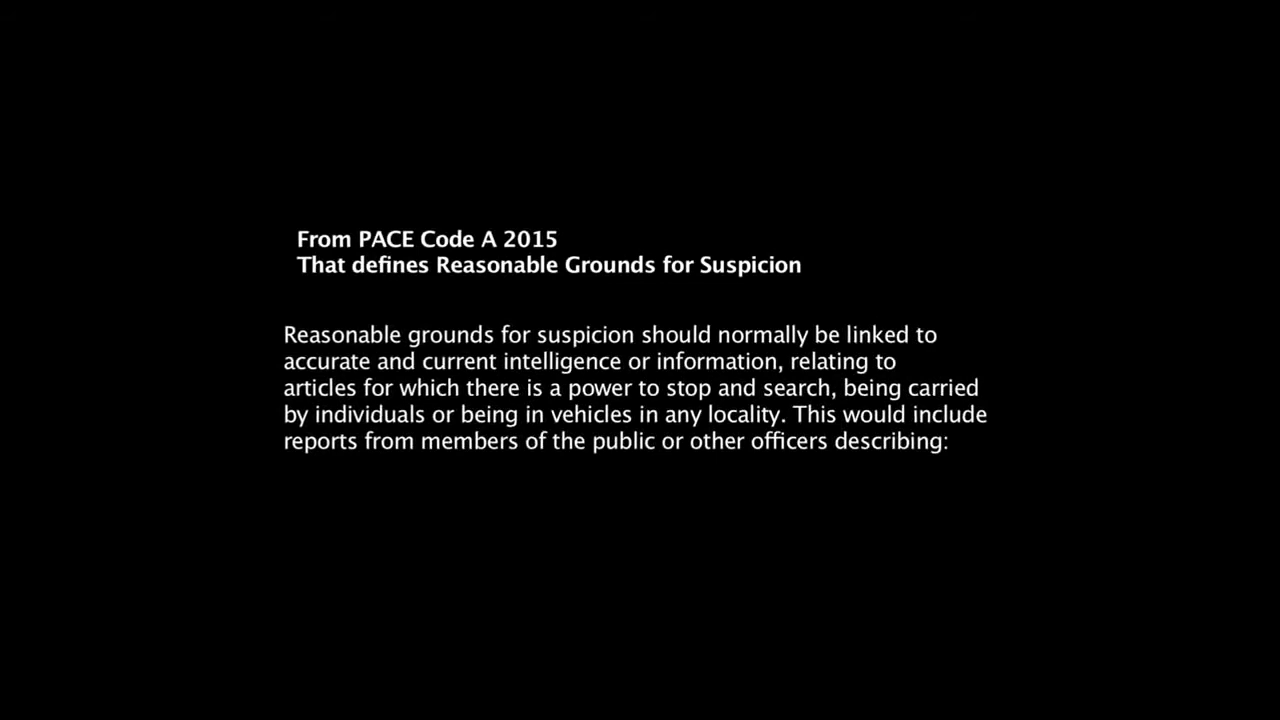 From PACE Code A 2015
That defines Reasonable Grounds for Suspicion
Reasonable grounds for suspicion should normally be linked to
accurate and current intelligence or information, relating to
articles for which there is a power to stop and search, being carried
by individuals or being in vehicles in any locality. This would include
reports from members of the public or other officers describing: